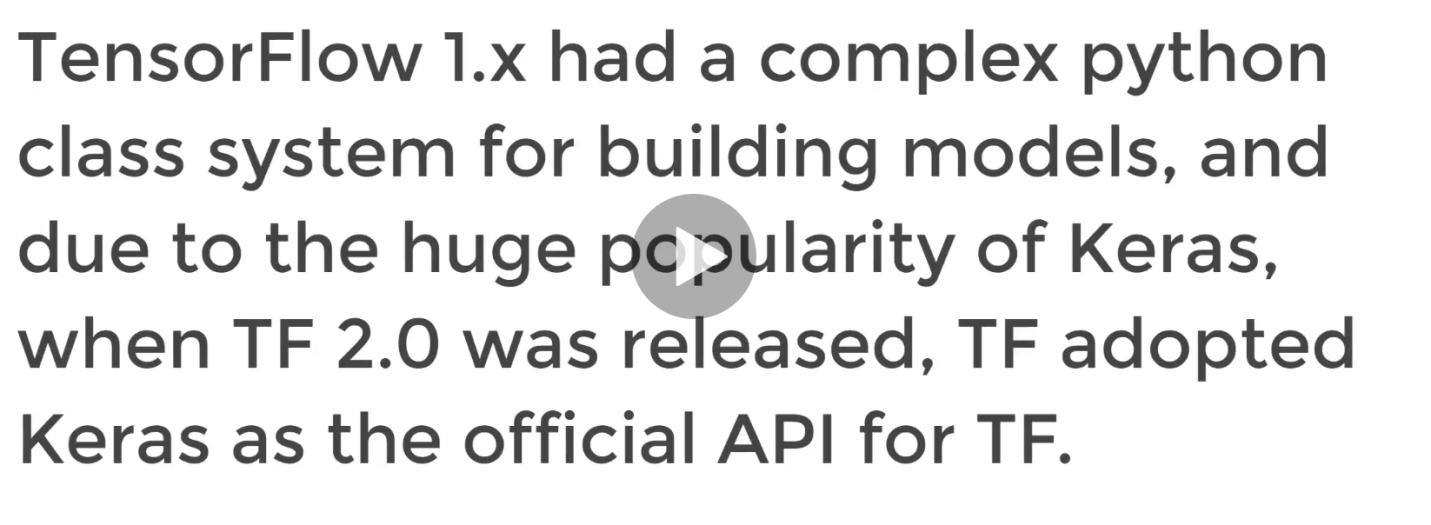 TensorFlow 1.x had a complex python
class system for building models, and
due to the huge popularity of Keras,
when TF 2.0 was released, TF adopted
Keras as the official API for TF.